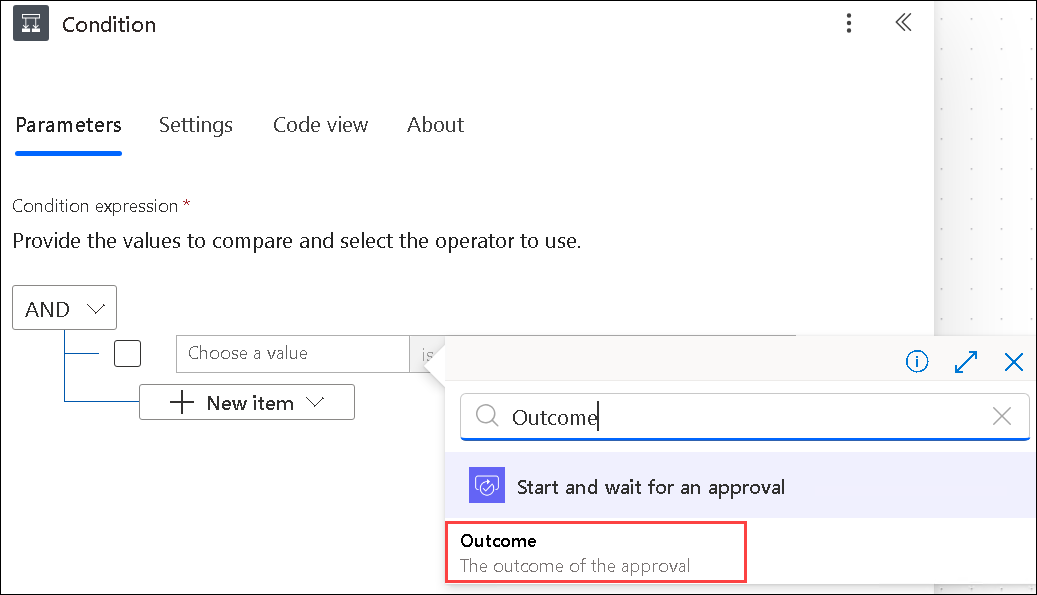 Condition
Parameters Settings Code view About
Condition expression *
Provide the values to compare and select the operator to use.
AND
Choose a value is
New item
Outcome
Start and wait for an approval
Outcome
The outcome of the approval